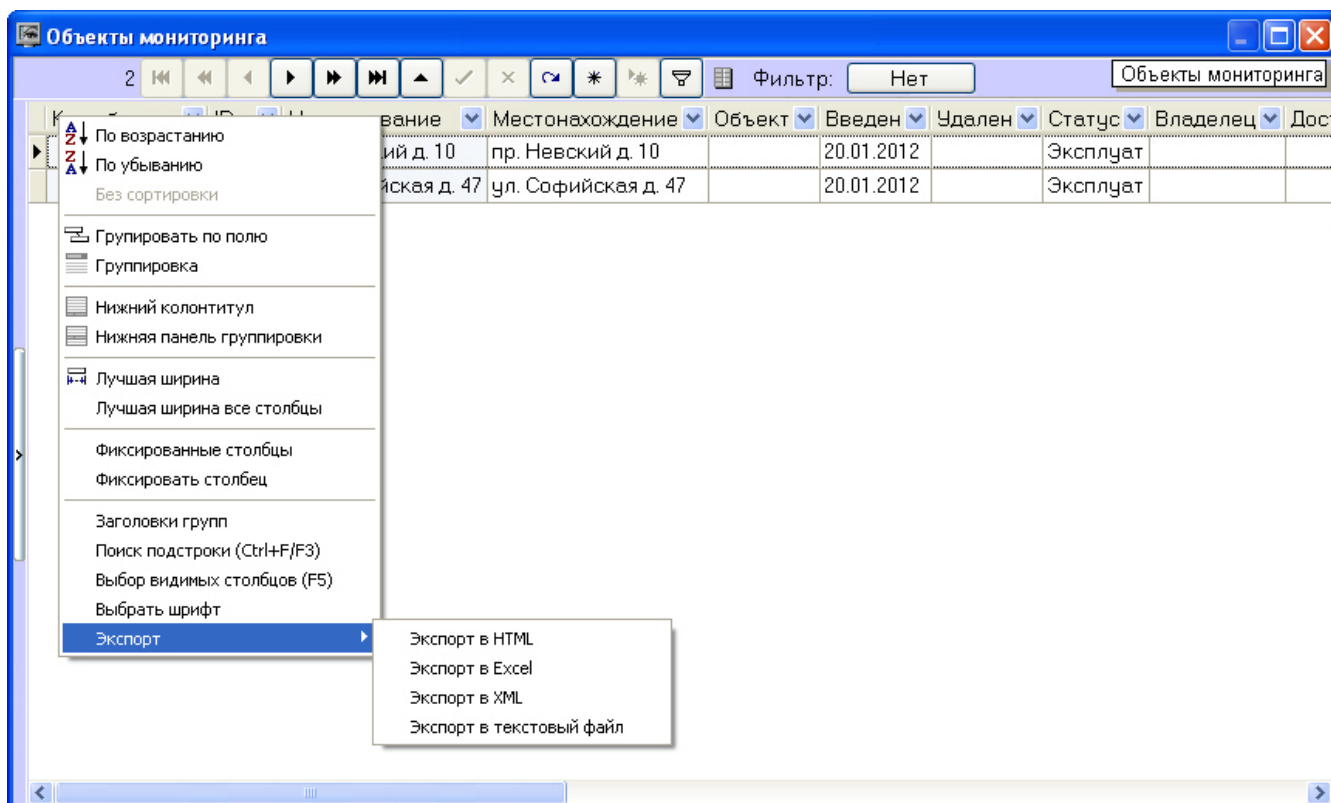 Объекты мониторинга
2 Фильтр: Нет Объекты мониторинга
Местонахождение Объект Введен Удален Статус Владелец
д. 10 пр. Невский д. 10 20.01.2012 Эксплуат
д. 47 ул. Софийская д. 47 20.01.2012 Эксплуат
По возрастанию
По убыванию
Без сортировки
Групировать по полю
Группировка
Нижний колонтитул
Нижняя панель группировки
Лучшая ширина
Лучшая ширина все столбцы
Фиксированные столбцы
Фиксировать столбец
Заголовки групп
Поиск подстроки (Ctrl+F/F3)
Выбор видимых столбцов (F5)
Выбрать шрифт
Экспорт
Экспорт в HTML
Экспорт в Excel
Экспорт в XML
Экспорт в текстовый файл